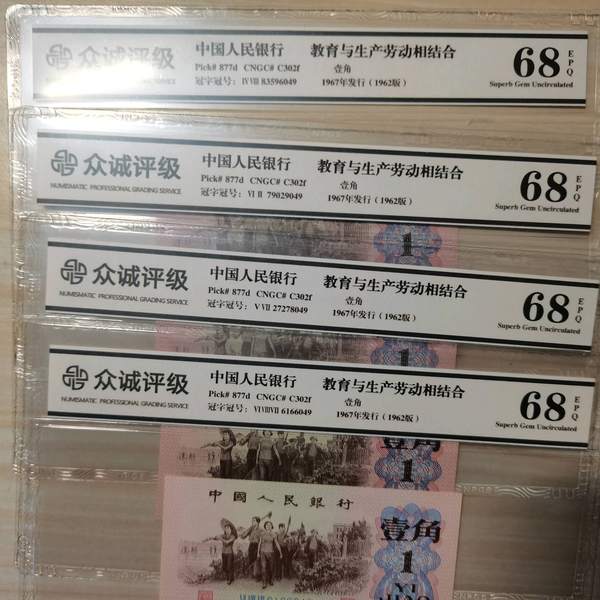 众诚评级
中国人民银行
Pick# 877d CNGC# C302f
冠字冠号: IVVIII 83596049
教育与生产劳动相结合
壹角
1967年发行 (1962版)
68 EPQ
Superb Gem Uncirculated
众诚评级
NUMISMATIC PROFESSIONAL GRADING SERVICE
中国人民银行
Pick# 877d CNGC# C302f
冠字冠号: VI II 79029049
教育与生产劳动相结合
壹角
1967年发行 (1962版)
68 EPQ
Superb Gem Uncirculated
1
众诚评级
NUMISMATIC PROFESSIONAL GRADING SERVICE
中国人民银行
Pick# 877d CNGC# C302f
冠字冠号: V VII 27278049
教育与生产劳动相结合
壹角
1967年发行 (1962版)
68 EPQ
Superb Gem Uncirculated
1
众诚评级
NUMISMATIC PROFESSIONAL GRADING SERVICE
中国人民银行
Pick# 877d CNGC# C302f
冠字冠号: VIVIIIVII 6166049
教育与生产劳动相结合
壹角
1967年发行 (1962版)
68 EPQ
Superb Gem Uncirculated
壹角
1
中國人民銀行
壹角
1
YI